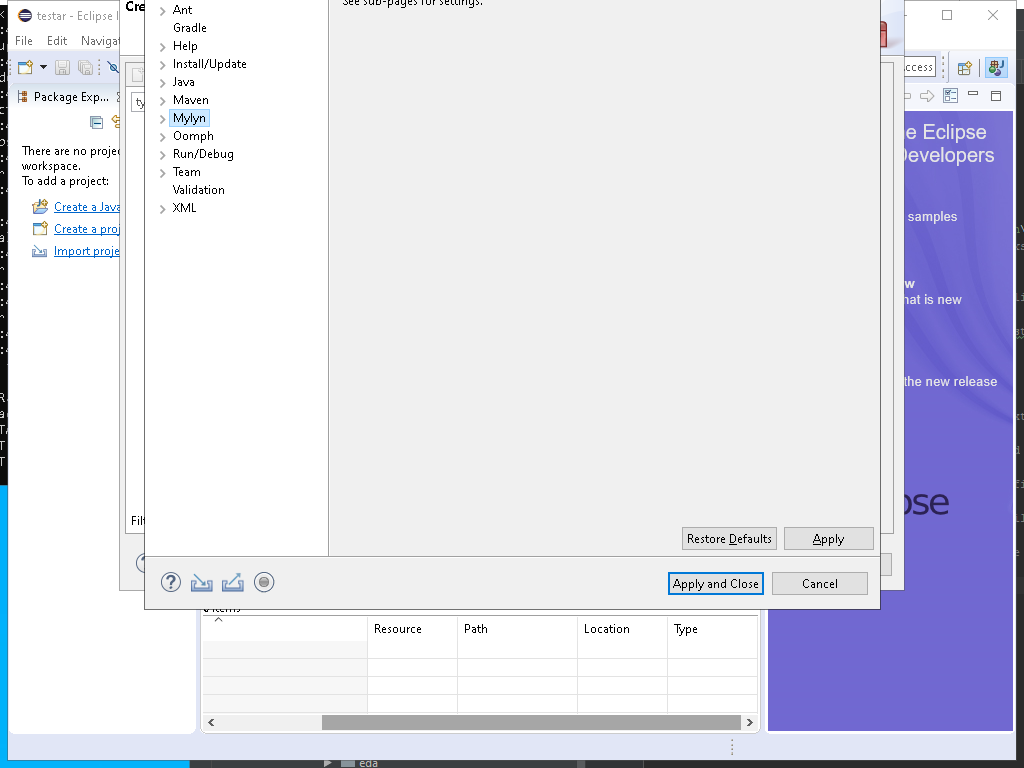 testar - Eclipse I
Cre
File Edit Navigat
Ant
Gradle
Help
Install/Update
Java
Maven
Mylyn
Oomph
Run/Debug
Team
Validation
XML
See sub-pages for settings.
ccess
Package Exp...
ty
There are no projec
workspace.
To add a project:
Create a Java
Create a proj
Import proje
e Eclipse
Developers
samples
w
hat is new
the new release
pse
Filt
Restore Defaults
Apply
Apply and Close
Cancel
0 items
Resource
Path
Location
Type
eda